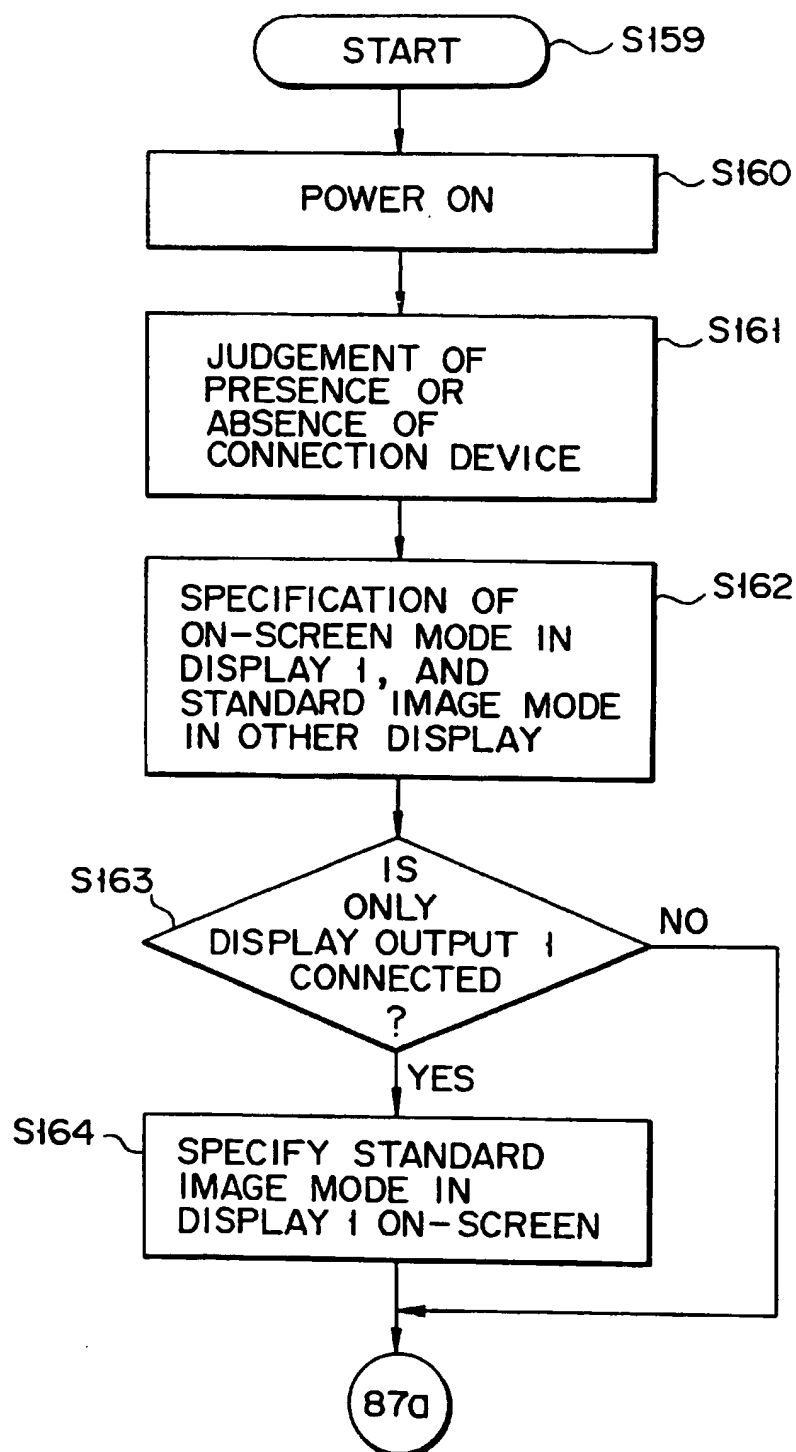 START
S159
POWER ON
S160
JUDGEMENT OF
PRESENCE OR
ABSENCE OF
CONNECTION DEVICE
S161
SPECIFICATION OF
ON-SCREEN MODE IN
DISPLAY 1, AND
STANDARD IMAGE MODE
IN OTHER DISPLAY
S162
S163
IS
ONLY
DISPLAY OUTPUT 1
CONNECTED
?
NO
YES
S164
SPECIFY STANDARD
IMAGE MODE IN
DISPLAY 1 ON-SCREEN
87a